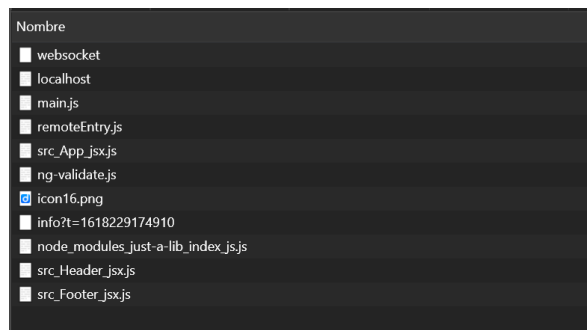 Nombre
websocket
localhost
main.js
remoteEntry.js
src_App_jsx.js
ng-validate.js
icon16.png
info?t=1618229174910
node_modules_just-a-lib_index_js.js
src_Header_jsx.js
src_Footer_jsx.js